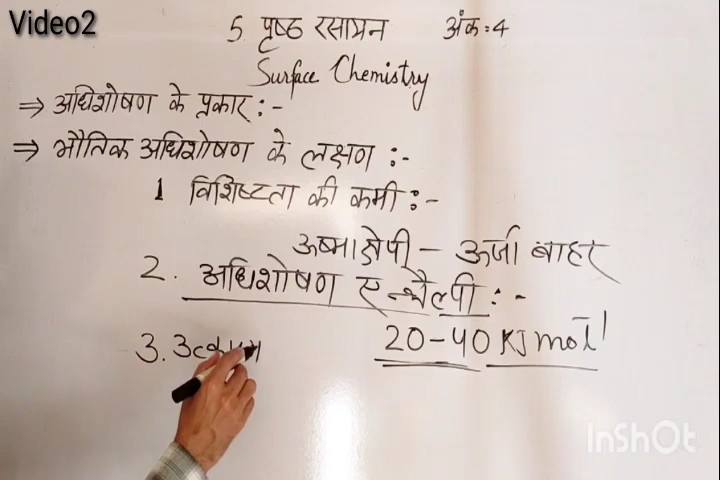 Video2
5. पृष्ठ रसायन अंक:4
Surface Chemistry
⇒ अधिशोषण के प्रकार :-
⇒ भौतिक अधिशोषण के लक्षण :-
1 विशिष्टता की कमी :-
ऊष्माक्षेपी - ऊर्जा बाहर
2. अधिशोषण एन्थैल्पी :-
20-40 KJ mol⁻¹
3.
InShOt